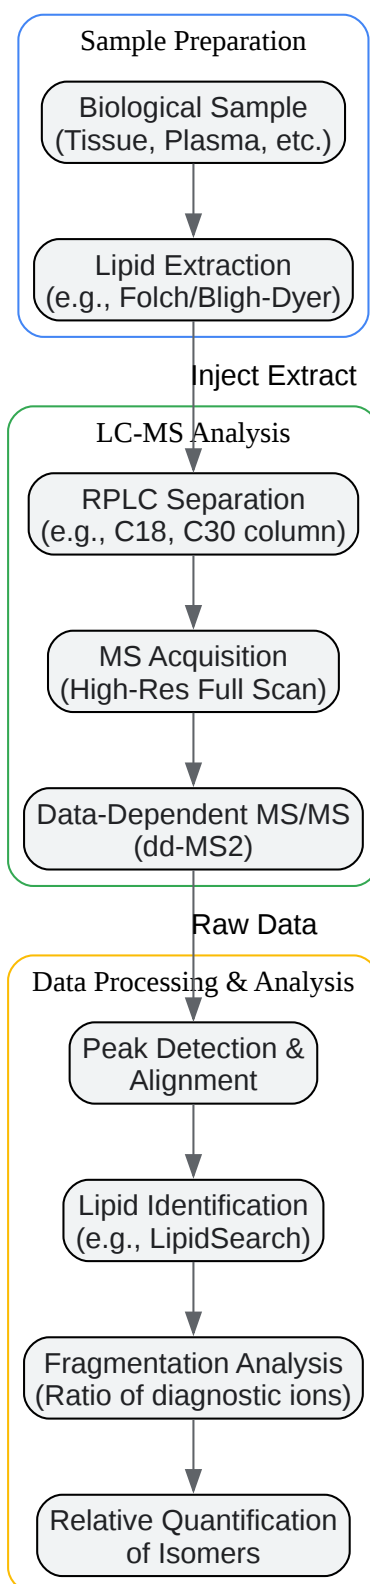 Sample Preparation
Biological Sample
(Tissue, Plasma, etc.)
Lipid Extraction
(e.g., Folch/Bligh-Dyer)
Inject Extract
LC-MS Analysis
RPLC Separation
(e.g., C18, C30 column)
MS Acquisition
(High-Res Full Scan)
Data-Dependent MS/MS
(dd-MS2)
Raw Data
Data Processing & Analysis
Peak Detection &
Alignment
Lipid Identification
(e.g., LipidSearch)
Fragmentation Analysis
(Ratio of diagnostic ions)
Relative Quantification
of Isomers